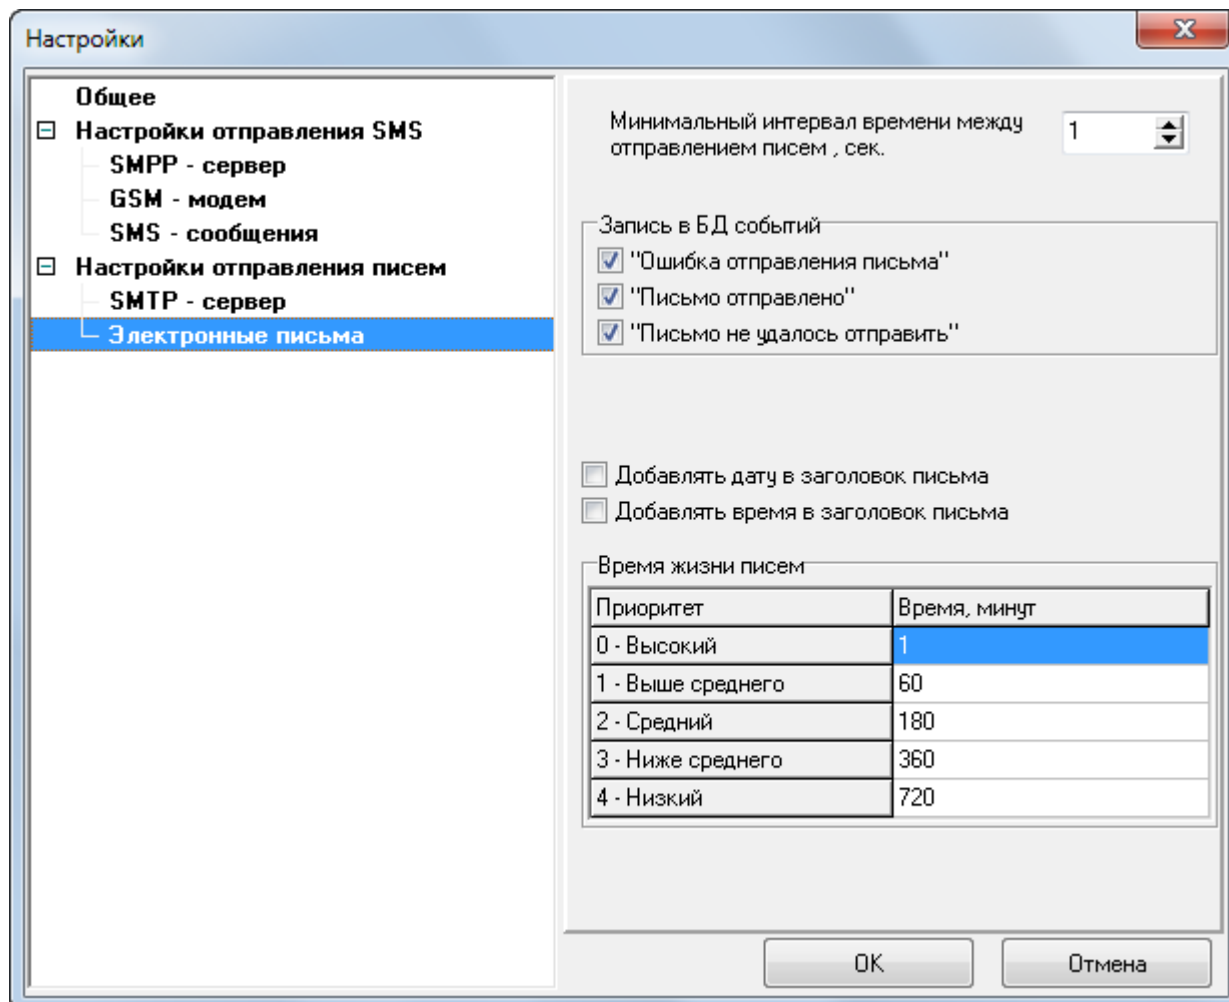 Настройки
Общее
Настройки отправления SMS
SMPP - сервер
GSM - модем
SMS - сообщения
Настройки отправления писем
SMTP - сервер
Электронные письма
Минимальный интервал времени между
отправлением писем , сек.
1
Запись в БД событий
"Ошибка отправления письма"
"Письмо отправлено"
"Письмо не удалось отправить"
Добавлять дату в заголовок письма
Добавлять время в заголовок письма
Время жизни писем
Приоритет Время, минут
0 - Высокий 1
1 - Выше среднего 60
2 - Средний 180
3 - Ниже среднего 360
4 - Низкий 720
OK Отмена